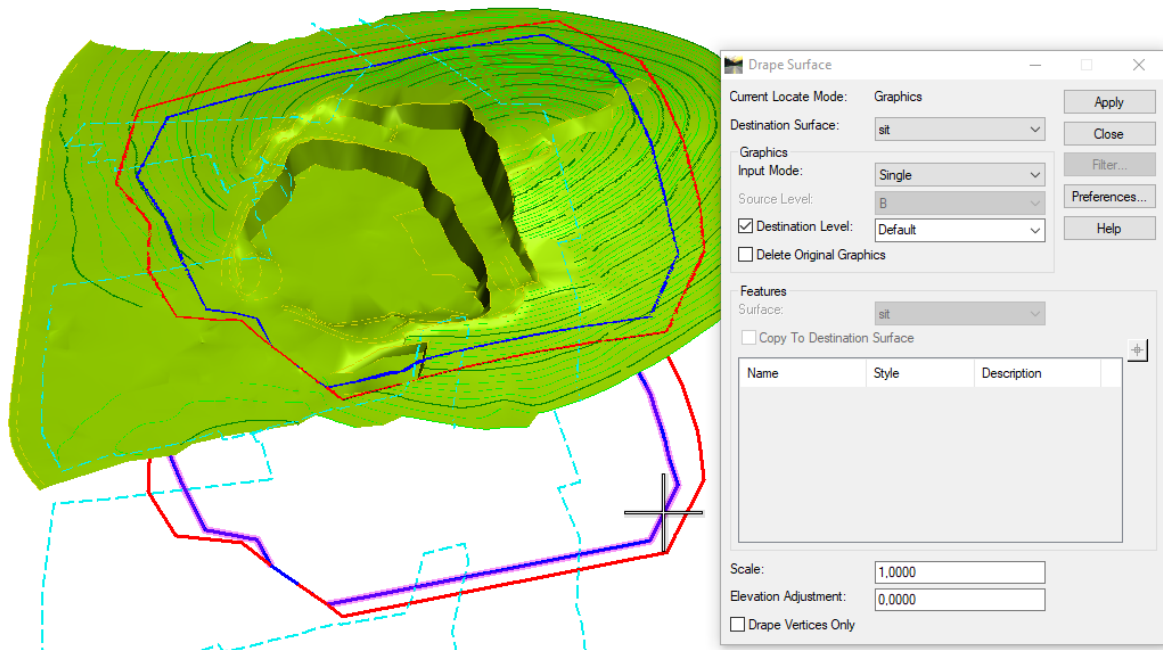 Drape Surface
Current Locate Mode: Graphics
Apply
Destination Surface: sit
Close
Graphics
Input Mode: Single
Filter...
Source Level: B
Preferences...
Destination Level: Default
Help
Delete Original Graphics
Features
Surface: sit
Copy To Destination Surface
Name Style Description
Scale: 1,0000
Elevation Adjustment: 0,0000
Drape Vertices Only